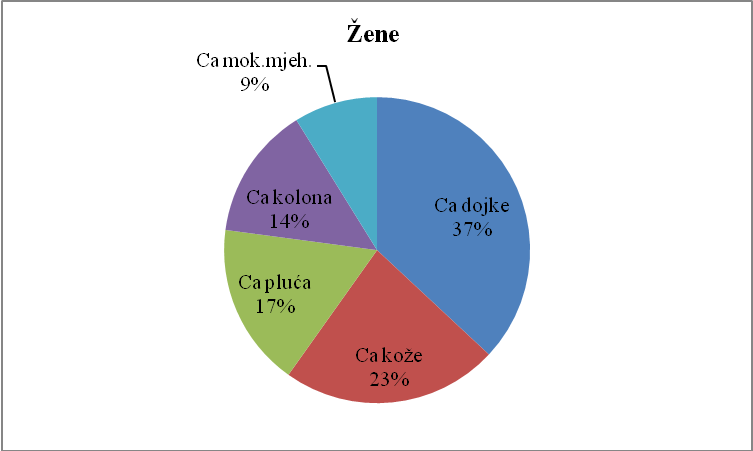 Žene
Ca mok.mjeh.
9%
Ca dojke
37%
Ca kolona
14%
Ca pluća
17%
Ca kože
23%